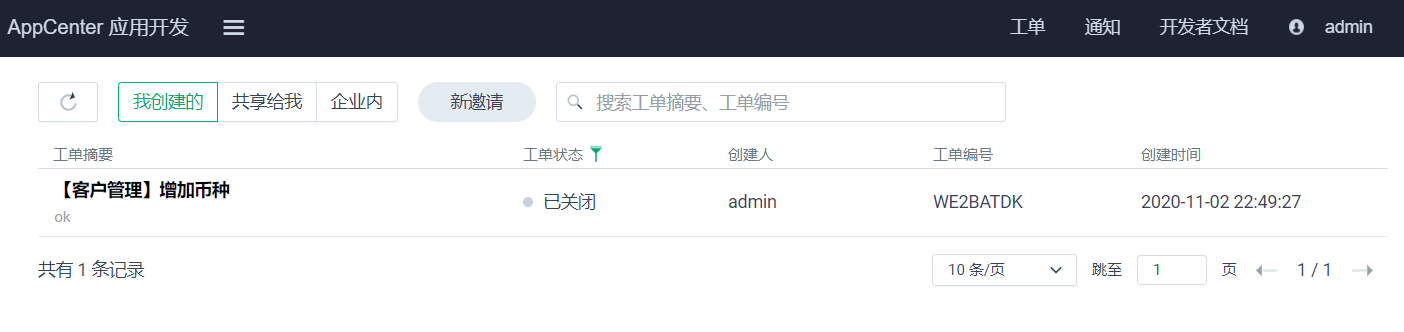 AppCenter 应用开发 工单 通知 开发者文档 admin
我创建的 共享给我 企业内 新邀请 搜索工单摘要、工单编号
工单摘要 工单状态 创建人 工单编号 创建时间
【客户管理】增加币种
ok
已关闭 admin WE2BATDK 2020-11-02 22:49:27
共有 1 条记录 10 条/页 跳至 1 页 1 / 1